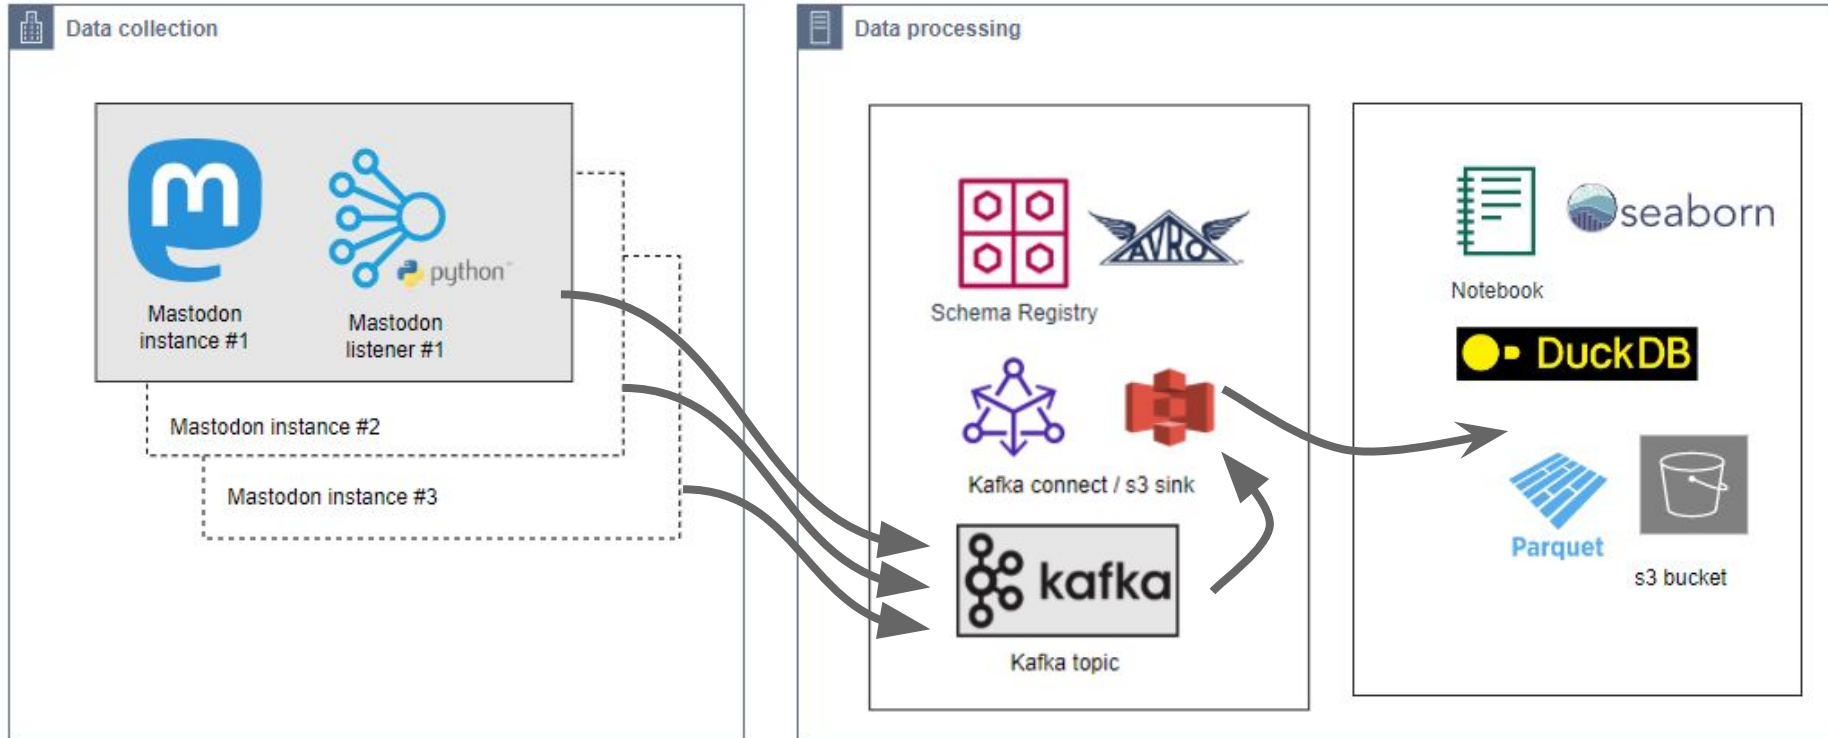 Data collection
Data processing
m
python
Mastodon
instance #1
Mastodon
listener #1
Mastodon instance #2
Mastodon instance #3
AVRO
Schema Registry
Kafka connect / s3 sink
kafka
Kafka topic
seaborn
Notebook
DuckDB
Parquet
s3 bucket